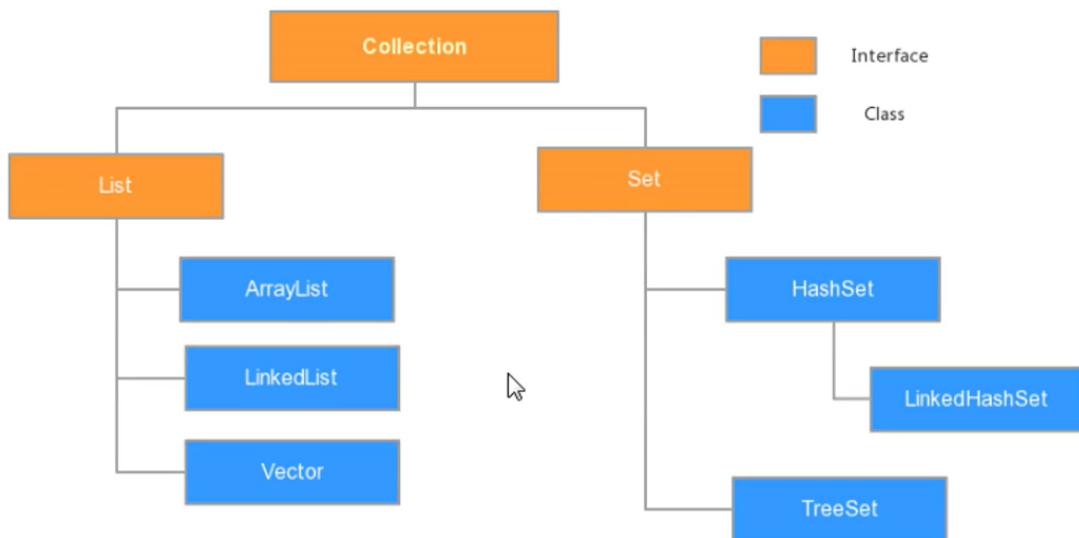 Collection
Interface
Class
List
Set
ArrayList
HashSet
LinkedList
LinkedHashSet
Vector
TreeSet